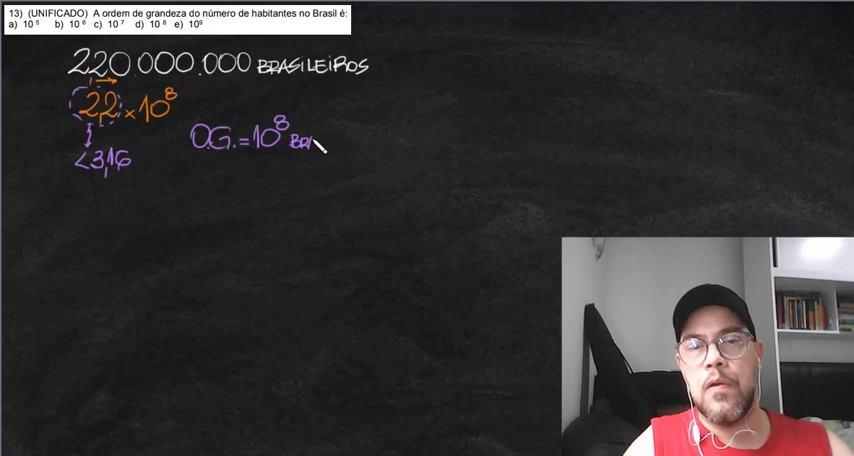 13) (UNIFICADO) A ordem de grandeza do número de habitantes no Brasil é:
a) 10⁵ b) 10⁶ c) 10⁷ d) 10⁸ e) 10⁹
220.000.000 BRASILEIROS
2,2 × 10⁸
O.G. = 10⁸ BRA
<3,16